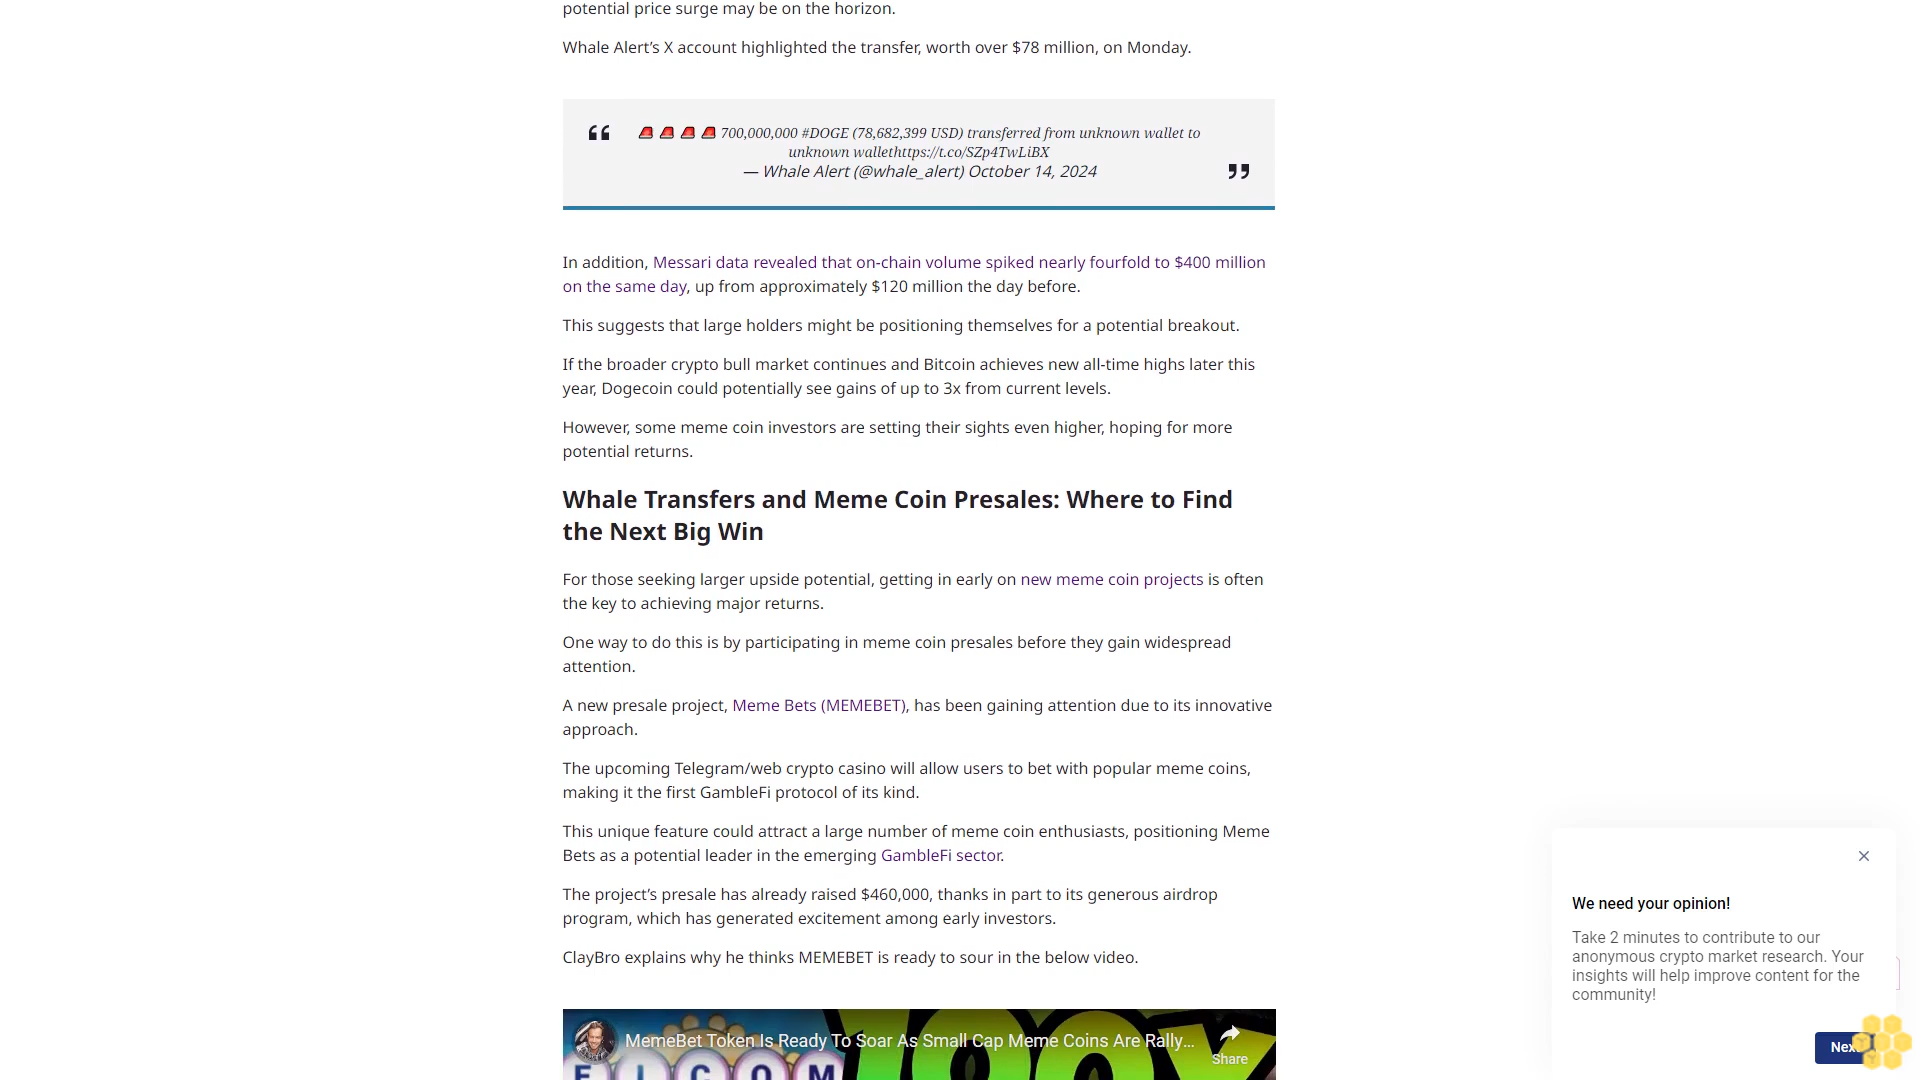 potential price surge may be on the horizon.
Whale Alert’s X account highlighted the transfer, worth over $78 million, on Monday.
🚨 🚨 🚨 🚨 700,000,000 #DOGE (78,682,399 USD) transferred from unknown wallet to
unknown wallethttps://t.co/SZp4TwLiBX
— Whale Alert (@whale_alert) October 14, 2024
In addition, Messari data revealed that on-chain volume spiked nearly fourfold to $400 million
on the same day, up from approximately $120 million the day before.
This suggests that large holders might be positioning themselves for a potential breakout.
If the broader crypto bull market continues and Bitcoin achieves new all-time highs later this
year, Dogecoin could potentially see gains of up to 3x from current levels.
However, some meme coin investors are setting their sights even higher, hoping for more
potential returns.
Whale Transfers and Meme Coin Presales: Where to Find
the Next Big Win
For those seeking larger upside potential, getting in early on new meme coin projects is often
the key to achieving major returns.
One way to do this is by participating in meme coin presales before they gain widespread
attention.
A new presale project, Meme Bets (MEMEBET), has been gaining attention due to its innovative
approach.
The upcoming Telegram/web crypto casino will allow users to bet with popular meme coins,
making it the first GambleFi protocol of its kind.
This unique feature could attract a large number of meme coin enthusiasts, positioning Meme
Bets as a potential leader in the emerging GambleFi sector.
The project’s presale has already raised $460,000, thanks in part to its generous airdrop
program, which has generated excitement among early investors.
ClayBro explains why he thinks MEMEBET is ready to sour in the below video.
MemeBet Token Is Ready To Soar As Small Cap Meme Coins Are Rally...
Share
We need your opinion!
Take 2 minutes to contribute to our
anonymous crypto market research. Your
insights will help improve content for the
community!